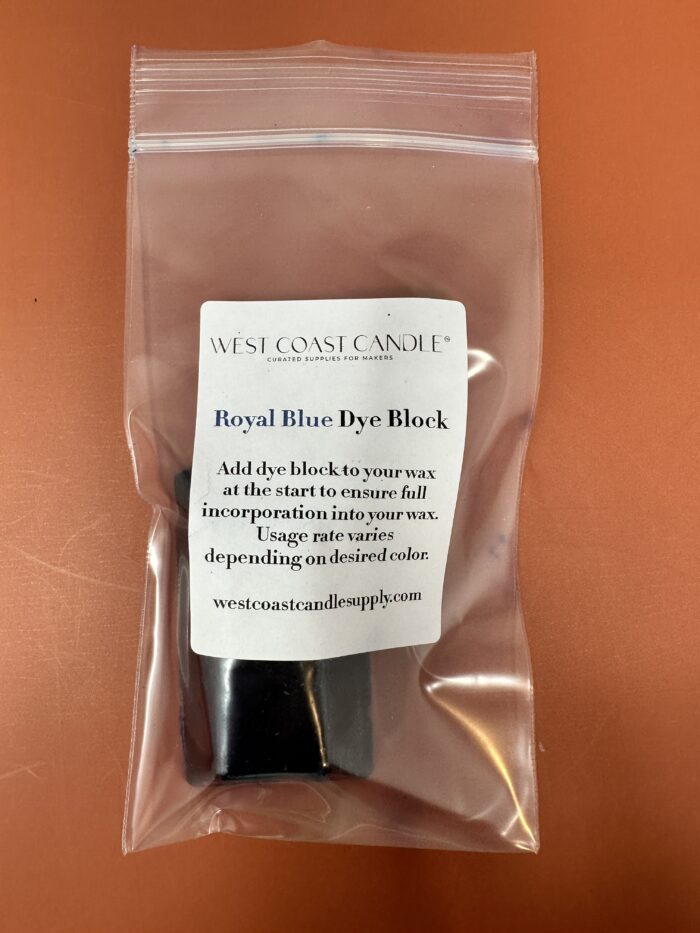 WEST COAST CANDLE®
CURATED SUPPLIES FOR MAKERS
Royal Blue Dye Block
Add dye block to your wax
at the start to ensure full
incorporation into your wax.
Usage rate varies
depending on desired color.
westcoastcandlesupply.com